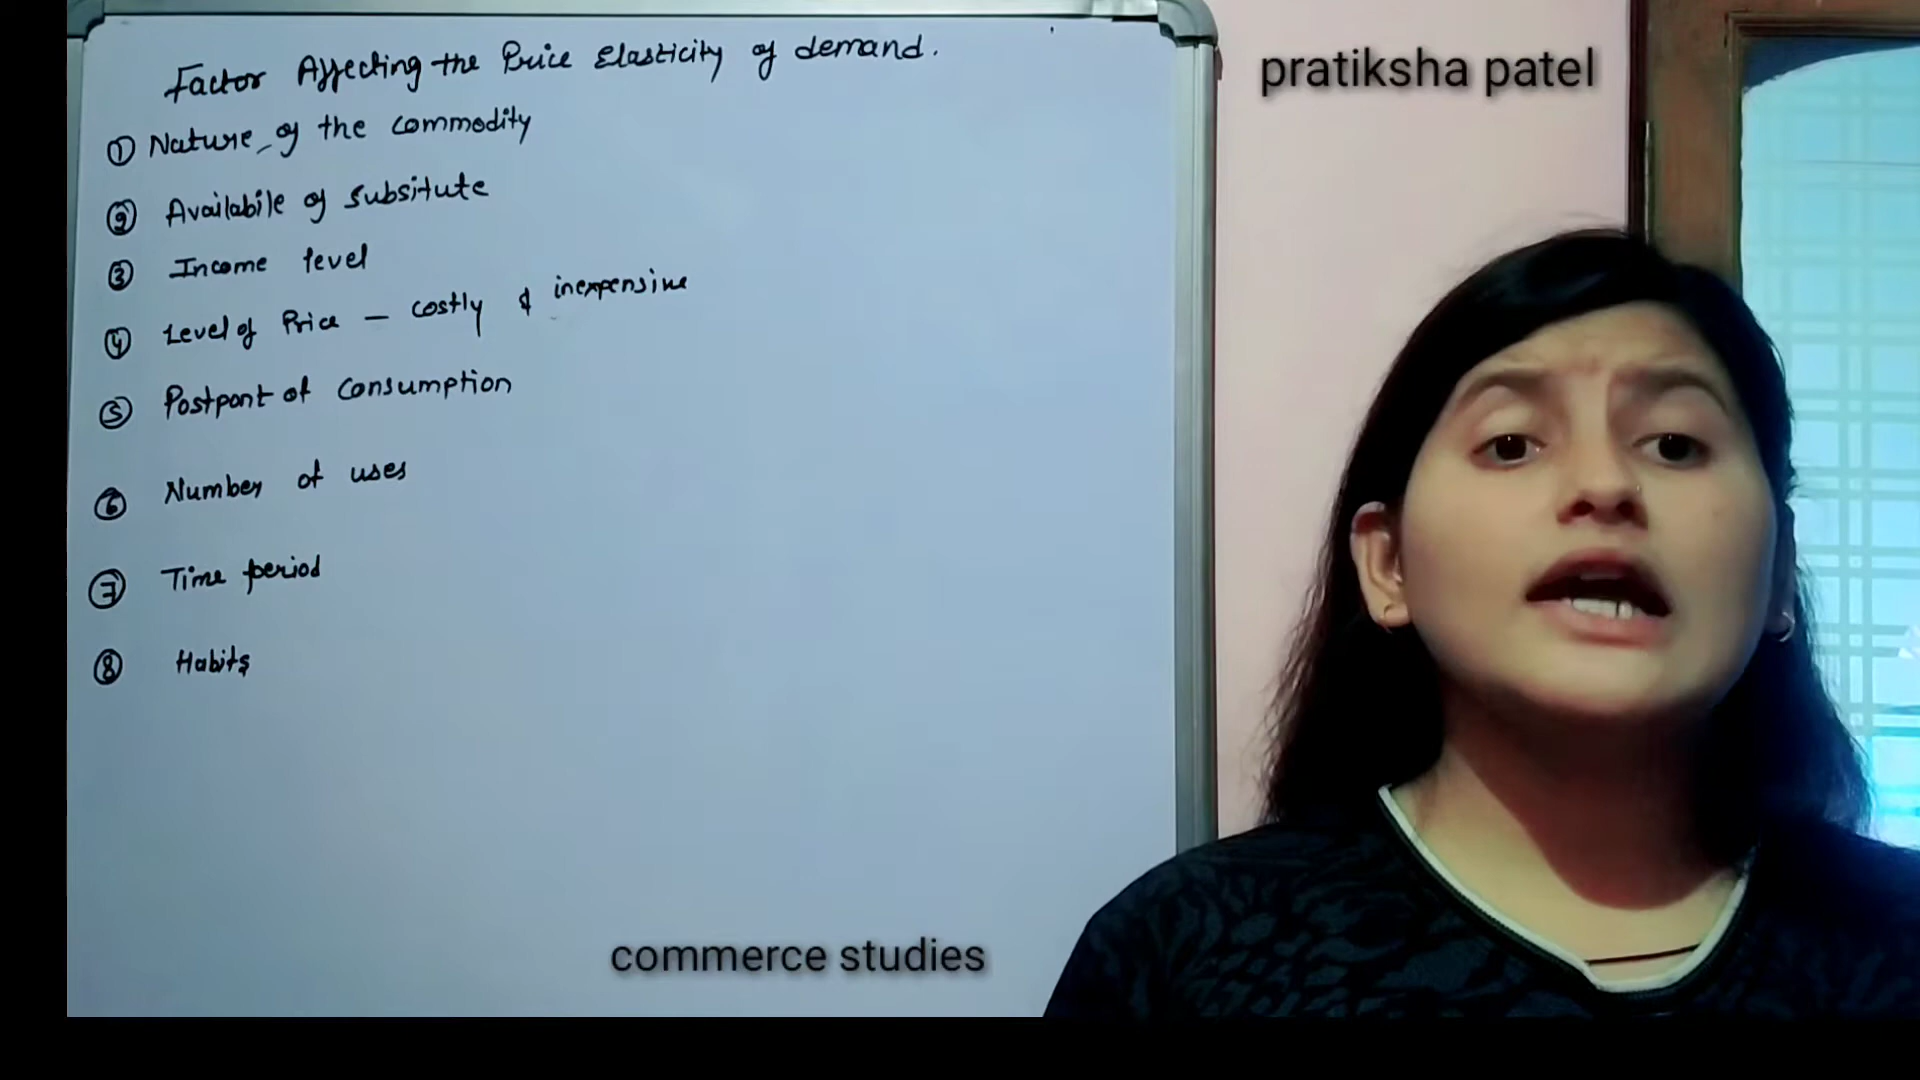 Factor Affecting the Price Elasticity of demand.
① Nature of the commodity
② Availabile of subsitute
③ Income level
④ Level of Price - costly & inexpensive
⑤ Postpont of consumption
⑥ Number of uses
⑦ Time period
⑧ Habits
pratiksha patel
commerce studies